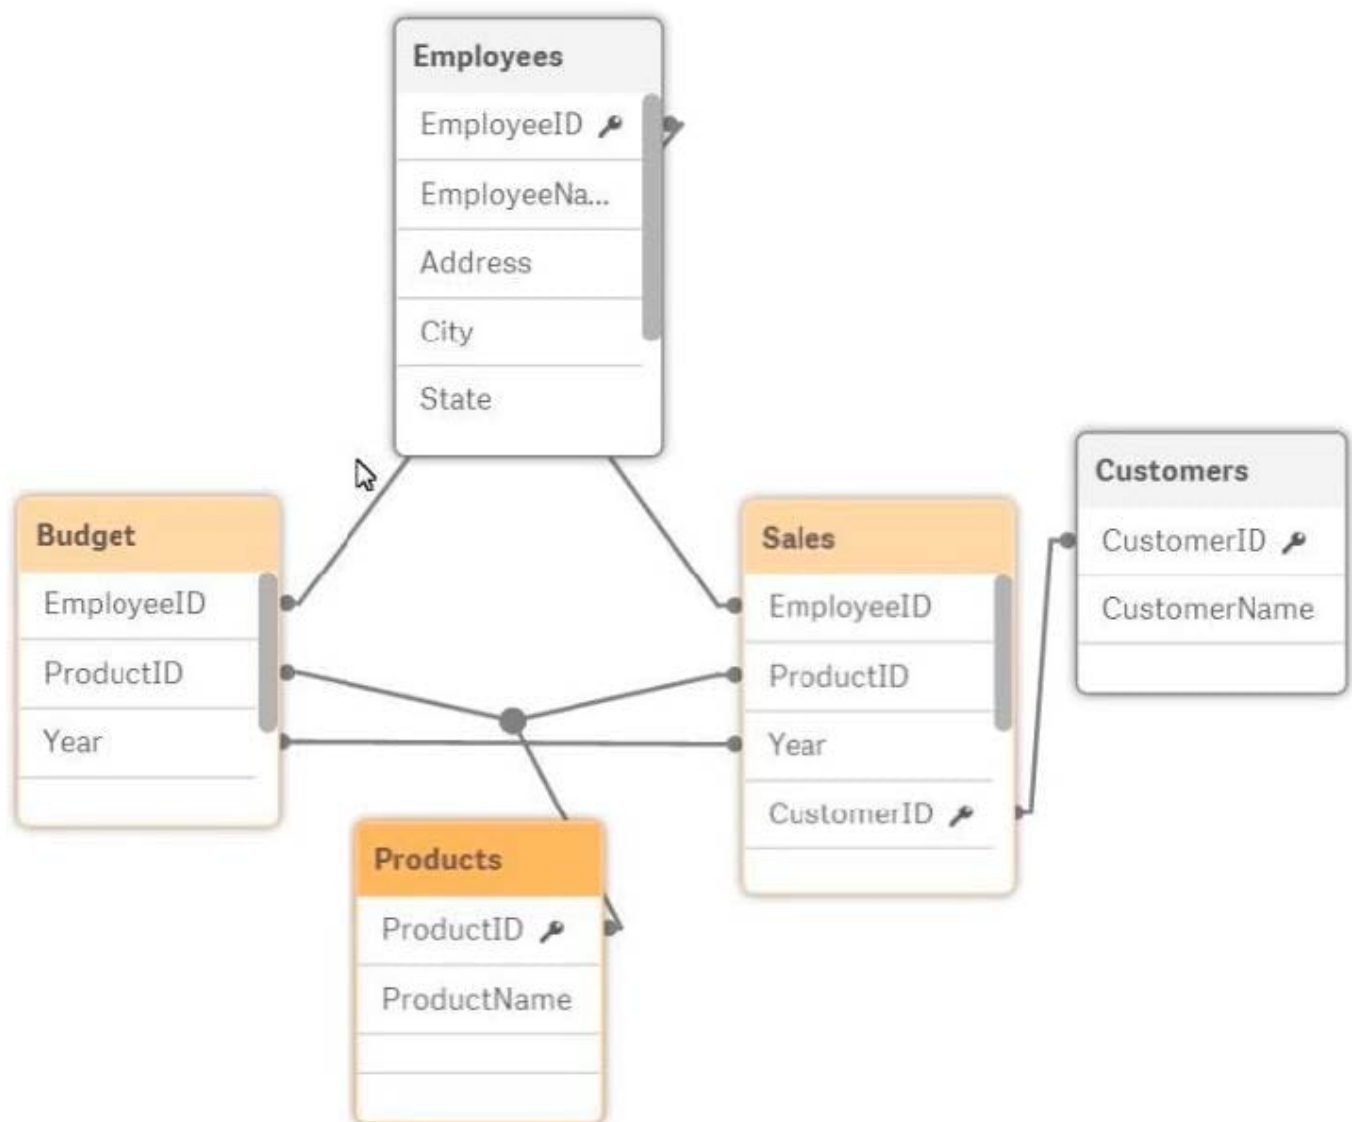 Employees
EmployeeID
EmployeeNa...
Address
City
State
Budget
EmployeeID
ProductID
Year
Sales
EmployeeID
ProductID
Year
CustomerID
Customers
CustomerID
CustomerName
Products
ProductID
ProductName